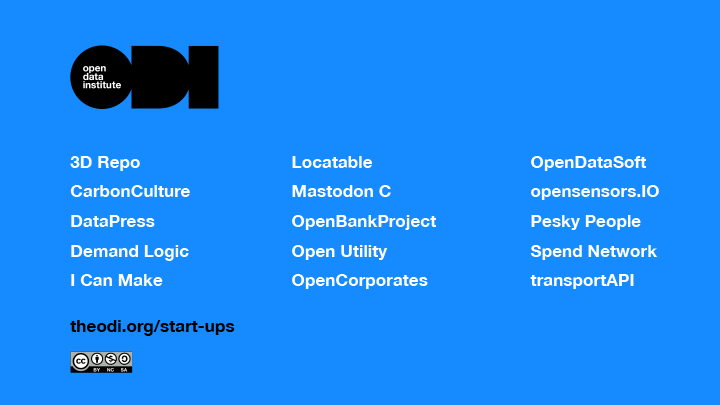 ODI
open
data
institute
3D Repo
CarbonCulture
DataPress
Demand Logic
I Can Make
Locatable
Mastodon C
OpenBankProject
Open Utility
OpenCorporates
OpenDataSoft
opensensors.IO
Pesky People
Spend Network
transportAPI
theodi.org/start-ups
cc
BY NC SA